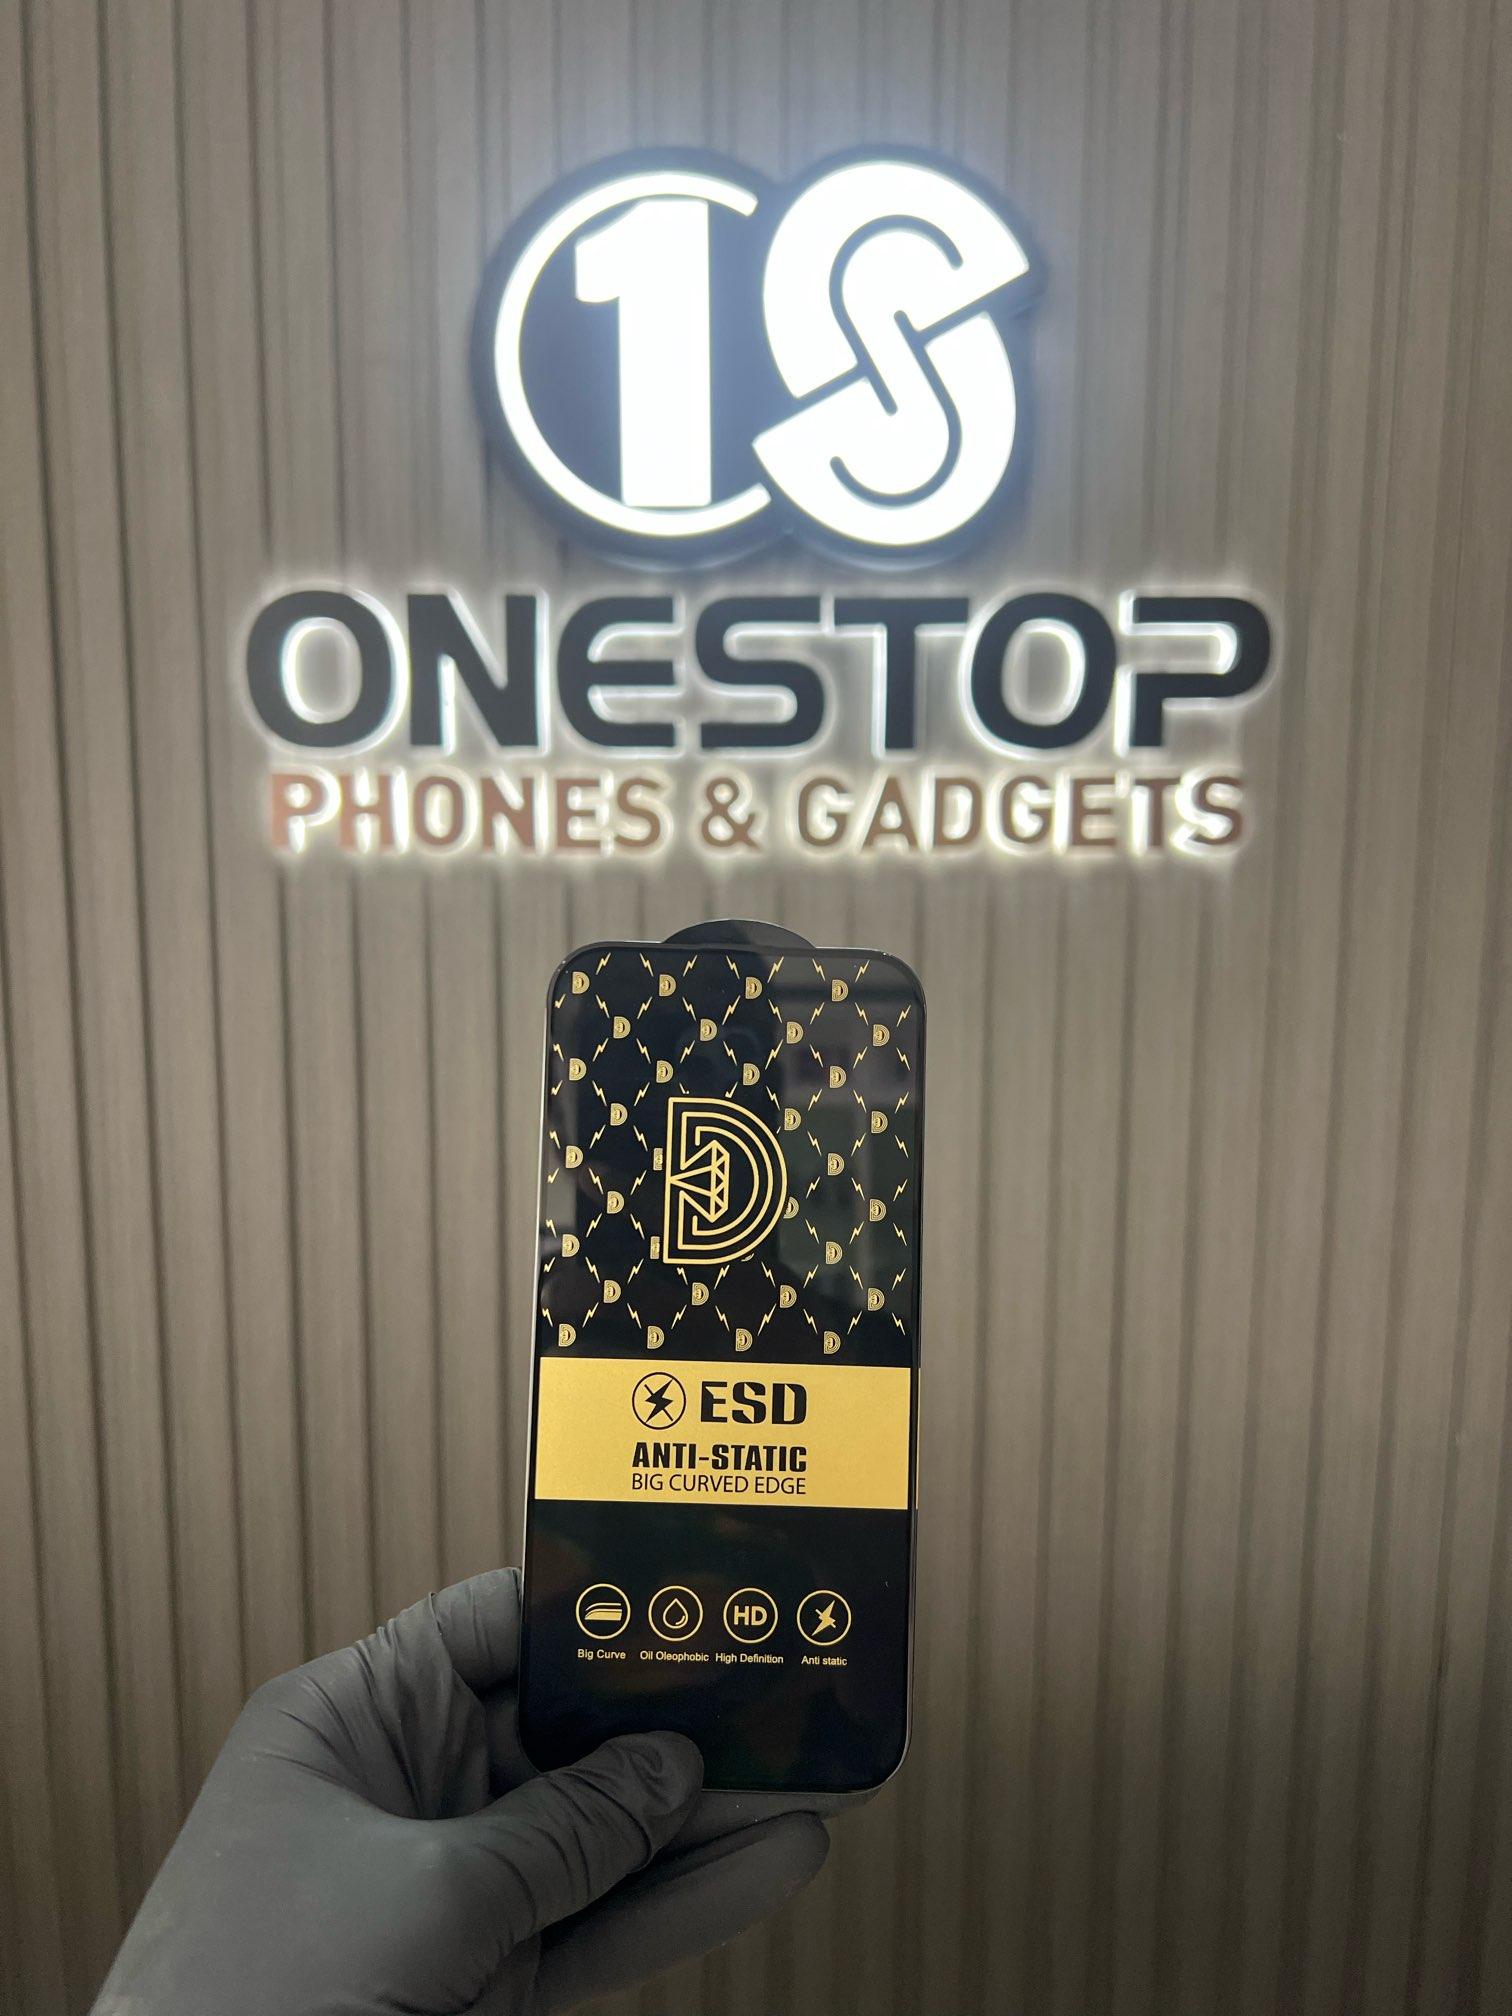 1S
ONESTOP
PHONES & GADGETS
D
ESD
ANTI-STATIC
BIG CURVED EDGE
HD
Big Curve Oil Oleophobic High Definition Anti static